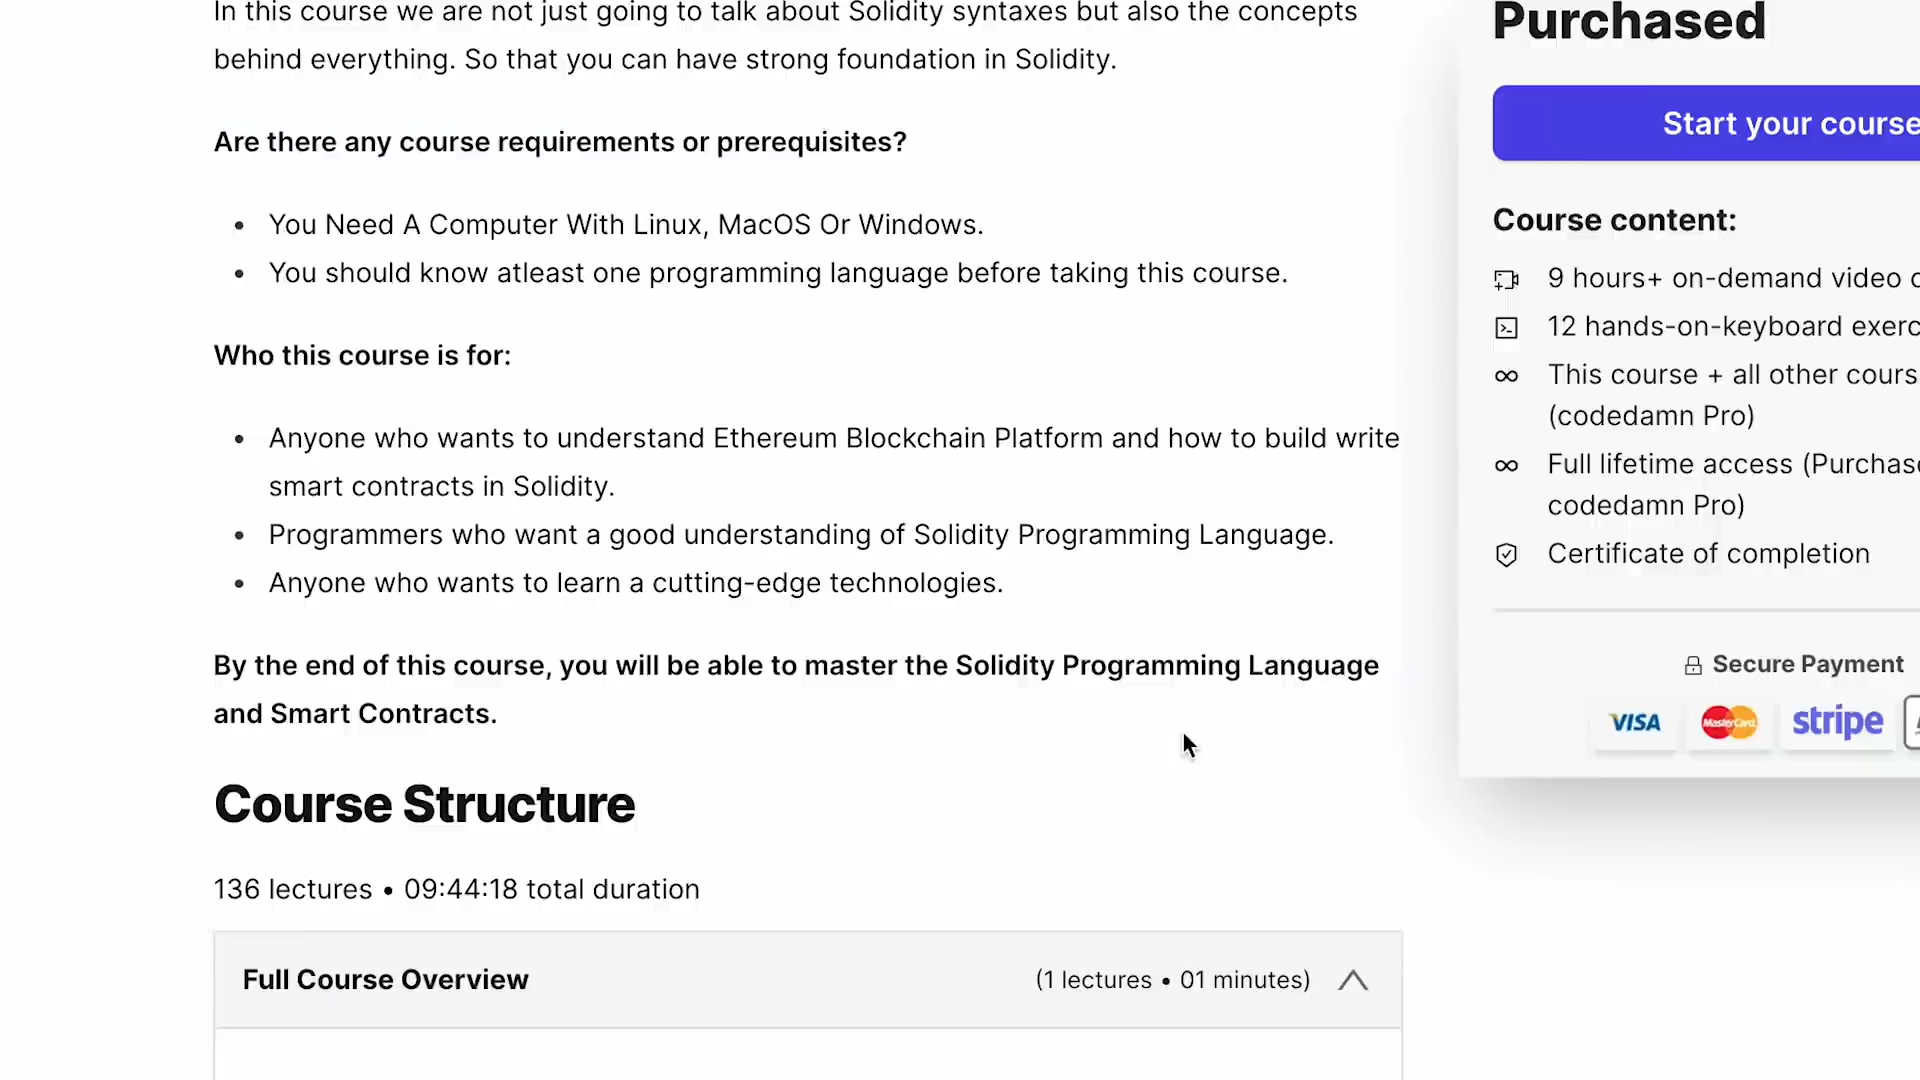 In this course we are not just going to talk about Solidity syntaxes but also the concepts
behind everything. So that you can have strong foundation in Solidity.
Are there any course requirements or prerequisites?
• You Need A Computer With Linux, MacOS Or Windows.
• You should know atleast one programming language before taking this course.
Who this course is for:
• Anyone who wants to understand Ethereum Blockchain Platform and how to build write
smart contracts in Solidity.
• Programmers who want a good understanding of Solidity Programming Language.
• Anyone who wants to learn a cutting-edge technologies.
By the end of this course, you will be able to master the Solidity Programming Language
and Smart Contracts.
Course Structure
136 lectures • 09:44:18 total duration
Full Course Overview (1 lectures • 01 minutes)
Purchased
Start your course
Course content:
9 hours+ on-demand video
12 hands-on-keyboard
This course + all other
(codedamn Pro)
Full lifetime access
codedamn Pro)
Certificate of completion
Secure Payment
VISA MasterCard stripe